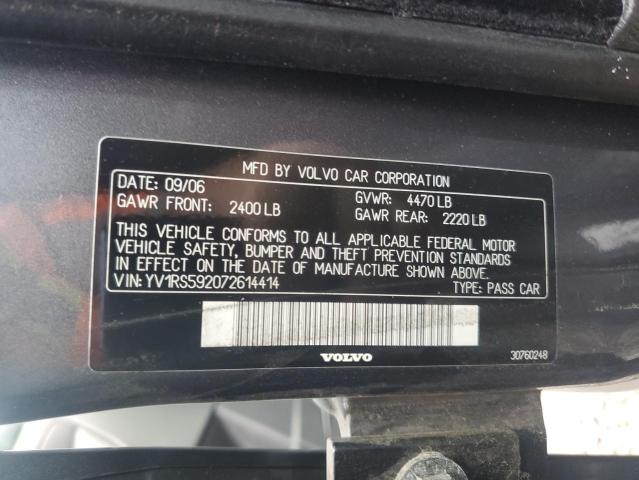 MFD BY VOLVO CAR CORPORATION
DATE: 09/06 GVWR: 4470 LB
GAWR FRONT: 2400 LB GAWR REAR: 2220 LB
THIS VEHICLE CONFORMS TO ALL APPLICABLE FEDERAL MOTOR
VEHICLE SAFETY, BUMPER AND THEFT PREVENTION STANDARDS
IN EFFECT ON THE DATE OF MANUFACTURE SHOWN ABOVE.
VIN: YV1RS592072614414 TYPE: PASS CAR
VOLVO 30760248